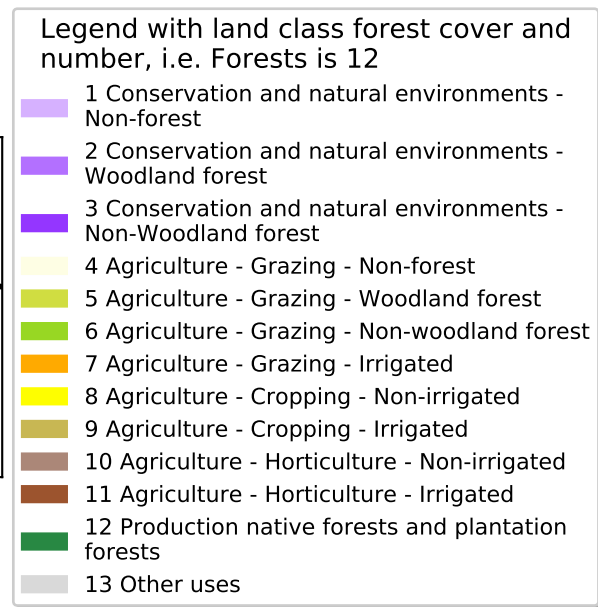 Legend with land class forest cover and
number, i.e. Forests is 12
1 Conservation and natural environments -
Non-forest
2 Conservation and natural environments -
Woodland forest
3 Conservation and natural environments -
Non-Woodland forest
4 Agriculture - Grazing - Non-forest
5 Agriculture - Grazing - Woodland forest
6 Agriculture - Grazing - Non-woodland forest
7 Agriculture - Grazing - Irrigated
8 Agriculture - Cropping - Non-irrigated
9 Agriculture - Cropping - Irrigated
10 Agriculture - Horticulture - Non-irrigated
11 Agriculture - Horticulture - Irrigated
12 Production native forests and plantation
forests
13 Other uses